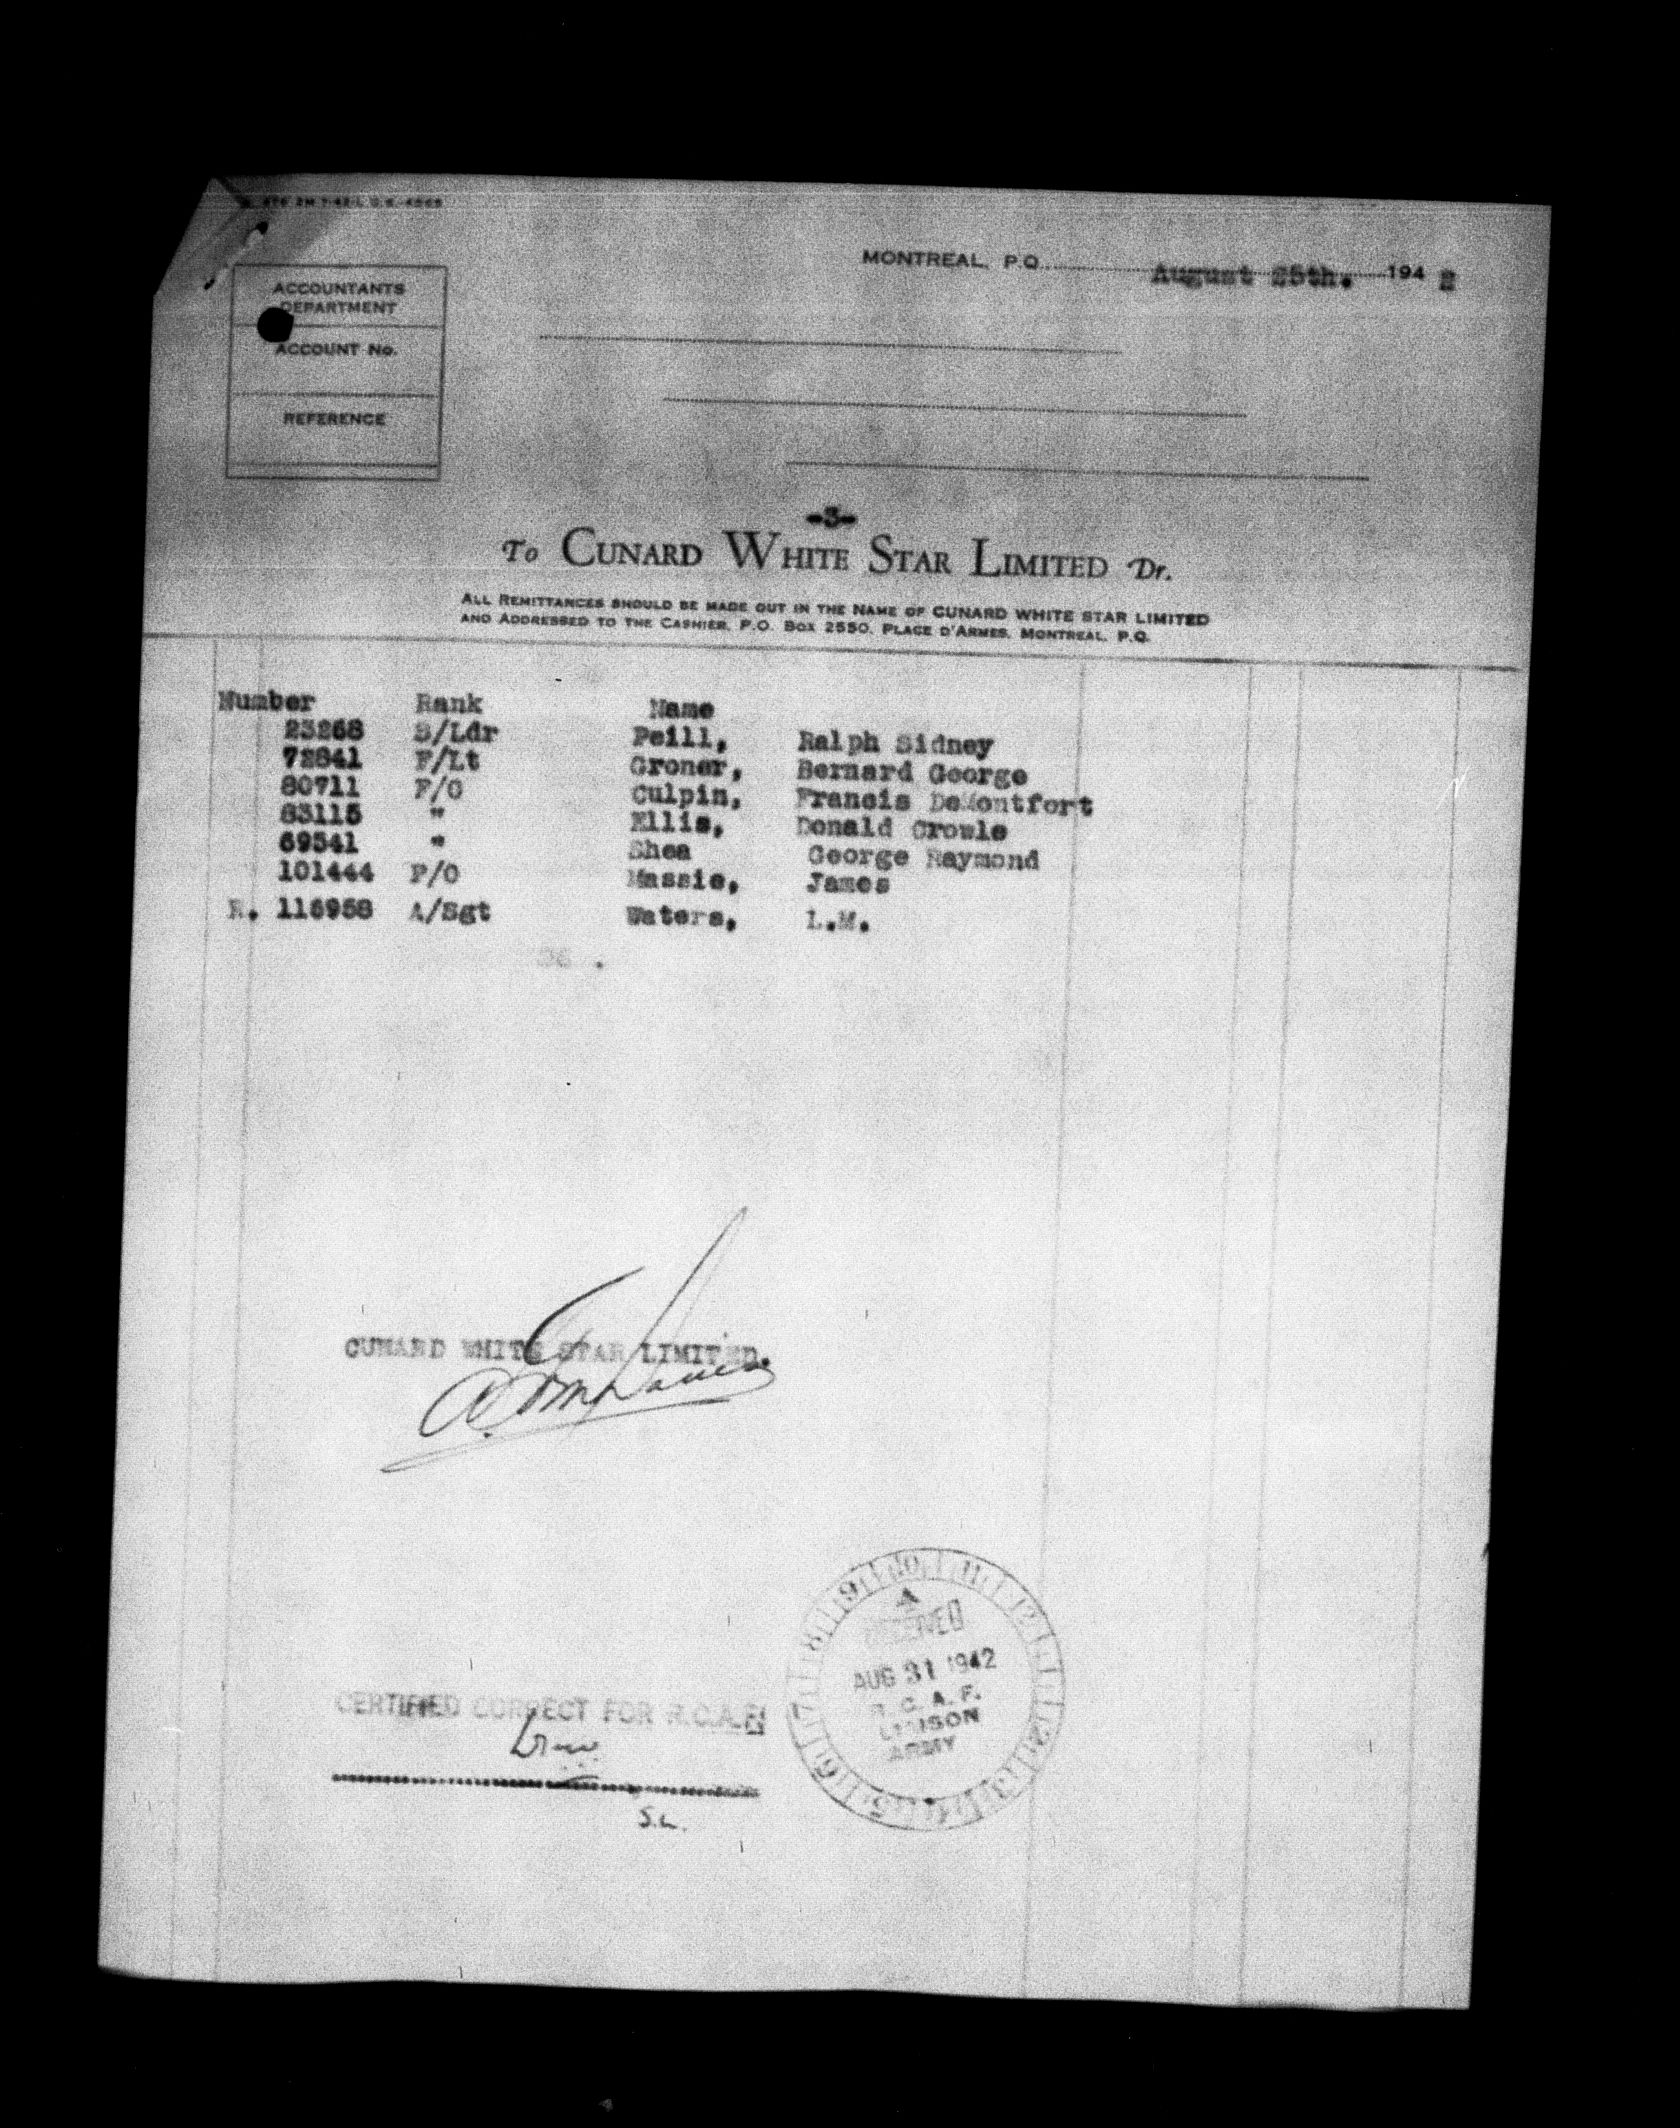 MONTREAL, P.Q. August 25th. 194 2
ACCOUNTANTS
DEPARTMENT
ACCOUNT No.
REFERENCE
-3-
To CUNARD WHITE STAR LIMITED Dr.
ALL REMITTANCES SHOULD BE MADE OUT IN THE NAME OF CUNARD WHITE STAR LIMITED
AND ADDRESSED TO THE CASHIER, P.O. BOX 2550, PLACE D'ARMES, MONTREAL, P.Q.
Number Rank Name
23268 S/Ldr Peill, Ralph Sidney
72841 F/Lt Groner, Bernard George
80711 F/O Culpin, Francis DeMontfort
83115 " Ellis, Donald Crowle
69541 " Shea George Raymond
101444 P/O Massie, James
R. 116958 A/Sgt Waters, L.M.
CUNARD WHITE STAR LIMITED.
CERTIFIED CORRECT FOR R.C.A.F.
S.L.
RECEIVED
AUG 31 1942
R. C. A. F.
LIAISON
ARMY